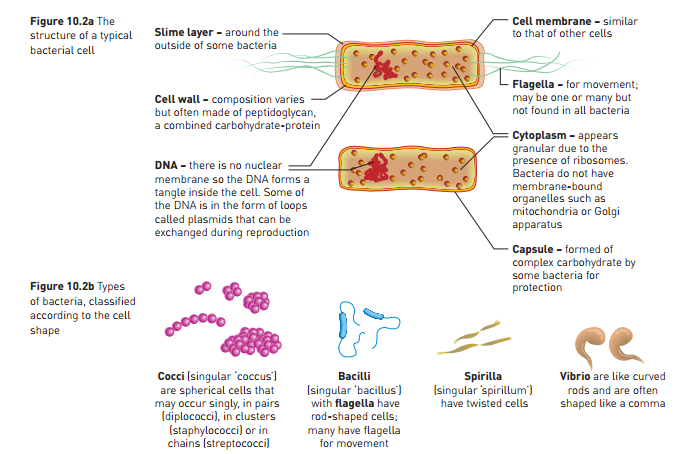 Figure 10.2a The
structure of a typical
bacterial cell
Slime layer – around the
outside of some bacteria
Cell wall – composition varies
but often made of peptidoglycan,
a combined carbohydrate-protein
DNA – there is no nuclear
membrane so the DNA forms a
tangle inside the cell. Some of
the DNA is in the form of loops
called plasmids that can be
exchanged during reproduction
Cell membrane – similar
to that of other cells
Flagella – for movement;
may be one or many but
not found in all bacteria
Cytoplasm – appears
granular due to the
presence of ribosomes.
Bacteria do not have
membrane-bound
organelles such as
mitochondria or Golgi
apparatus
Capsule – formed of
complex carbohydrate by
some bacteria for
protection
Figure 10.2b Types
of bacteria, classified
according to the cell
shape
Cocci (singular ‘coccus’)
are spherical cells that
may occur singly, in pairs
(diplococci), in clusters
(staphylococci) or in
chains (streptococci)
Bacilli
(singular ‘bacillus’)
with flagella have
rod-shaped cells;
many have flagella
for movement
Spirilla
(singular ‘spirillum’)
have twisted cells
Vibrio are like curved
rods and are often
shaped like a comma